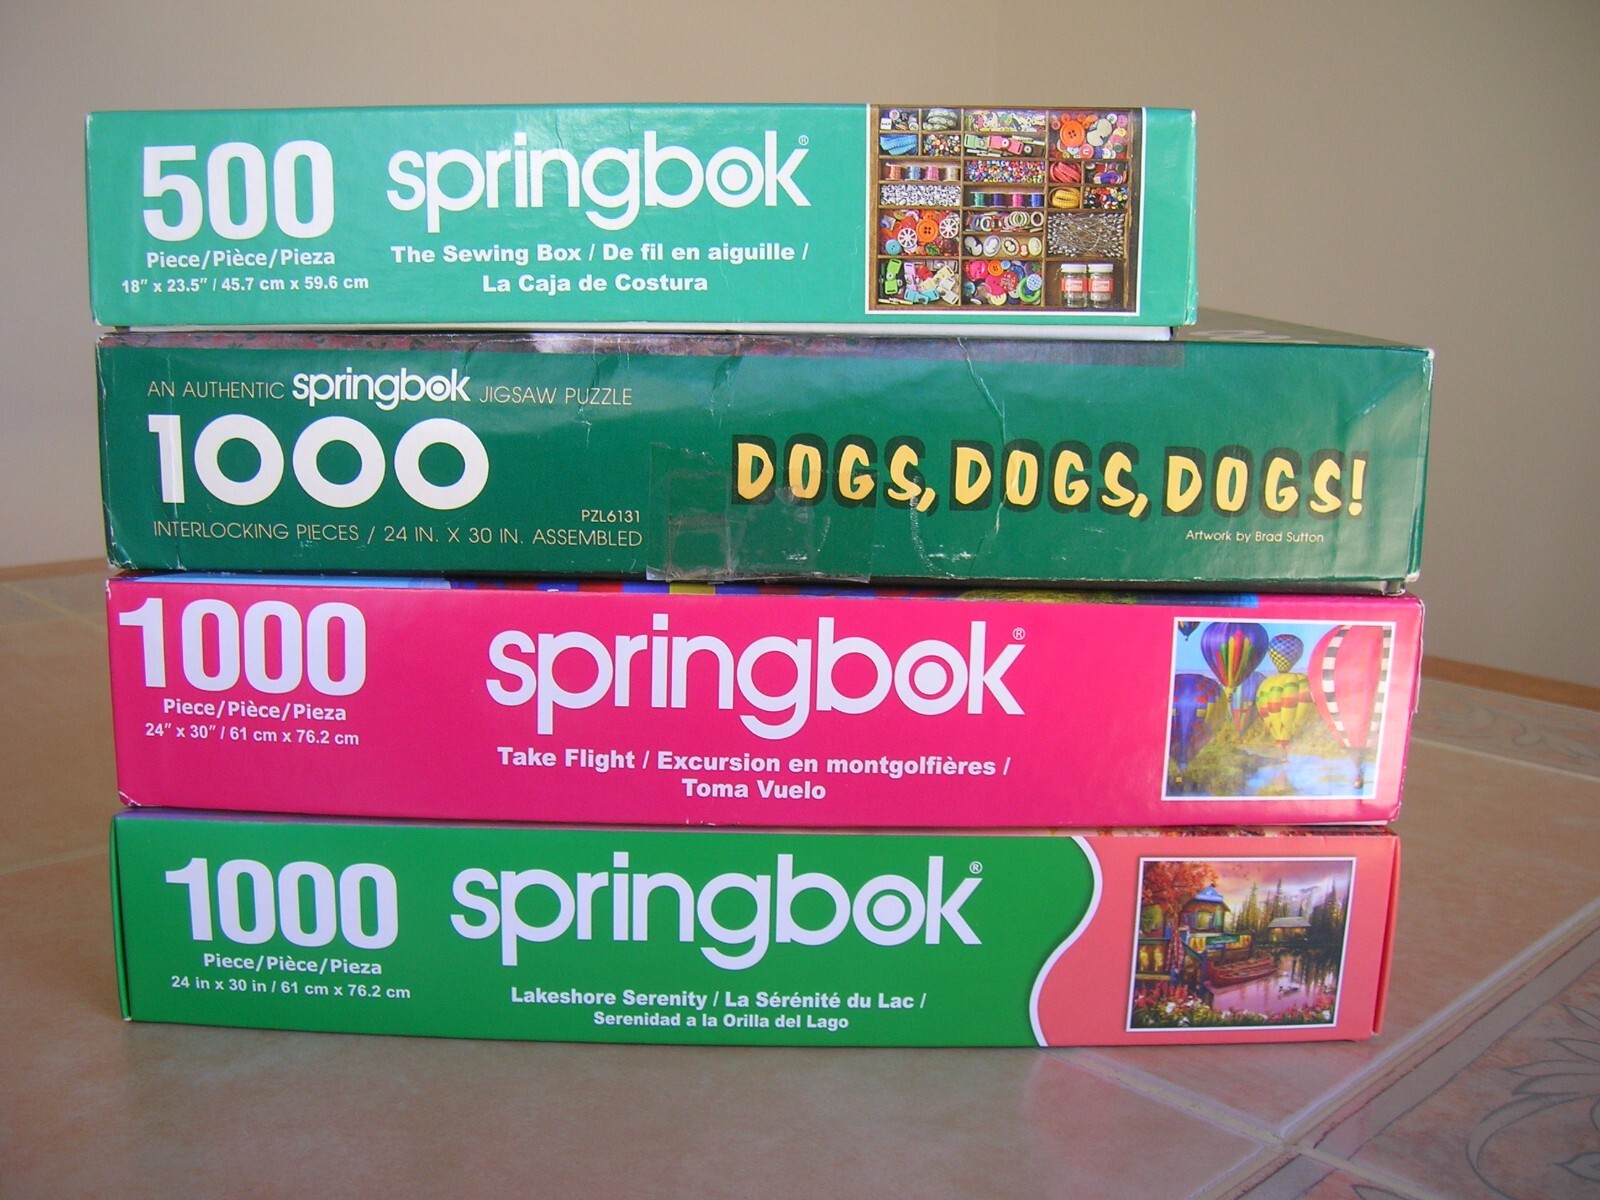 500
springbok®
Piece/Pièce/Pieza
18" x 23.5" / 45.7 cm x 59.6 cm
The Sewing Box / De fil en aiguille /
La Caja de Costura
AN AUTHENTIC springbok JIGSAW PUZZLE
1000
PZL6131
INTERLOCKING PIECES / 24 IN. X 30 IN. ASSEMBLED
DOGS, DOGS, DOGS!
Artwork by Brad Sutton
1000
springbok®
Piece/Pièce/Pieza
24" x 30" / 61 cm x 76.2 cm
Take Flight / Excursion en montgolfières /
Toma Vuelo
1000
springbok®
Piece/Pièce/Pieza
24 in x 30 in / 61 cm x 76.2 cm
Lakeshore Serenity / La Sérénité du Lac /
Serenidad a la Orilla del Lago